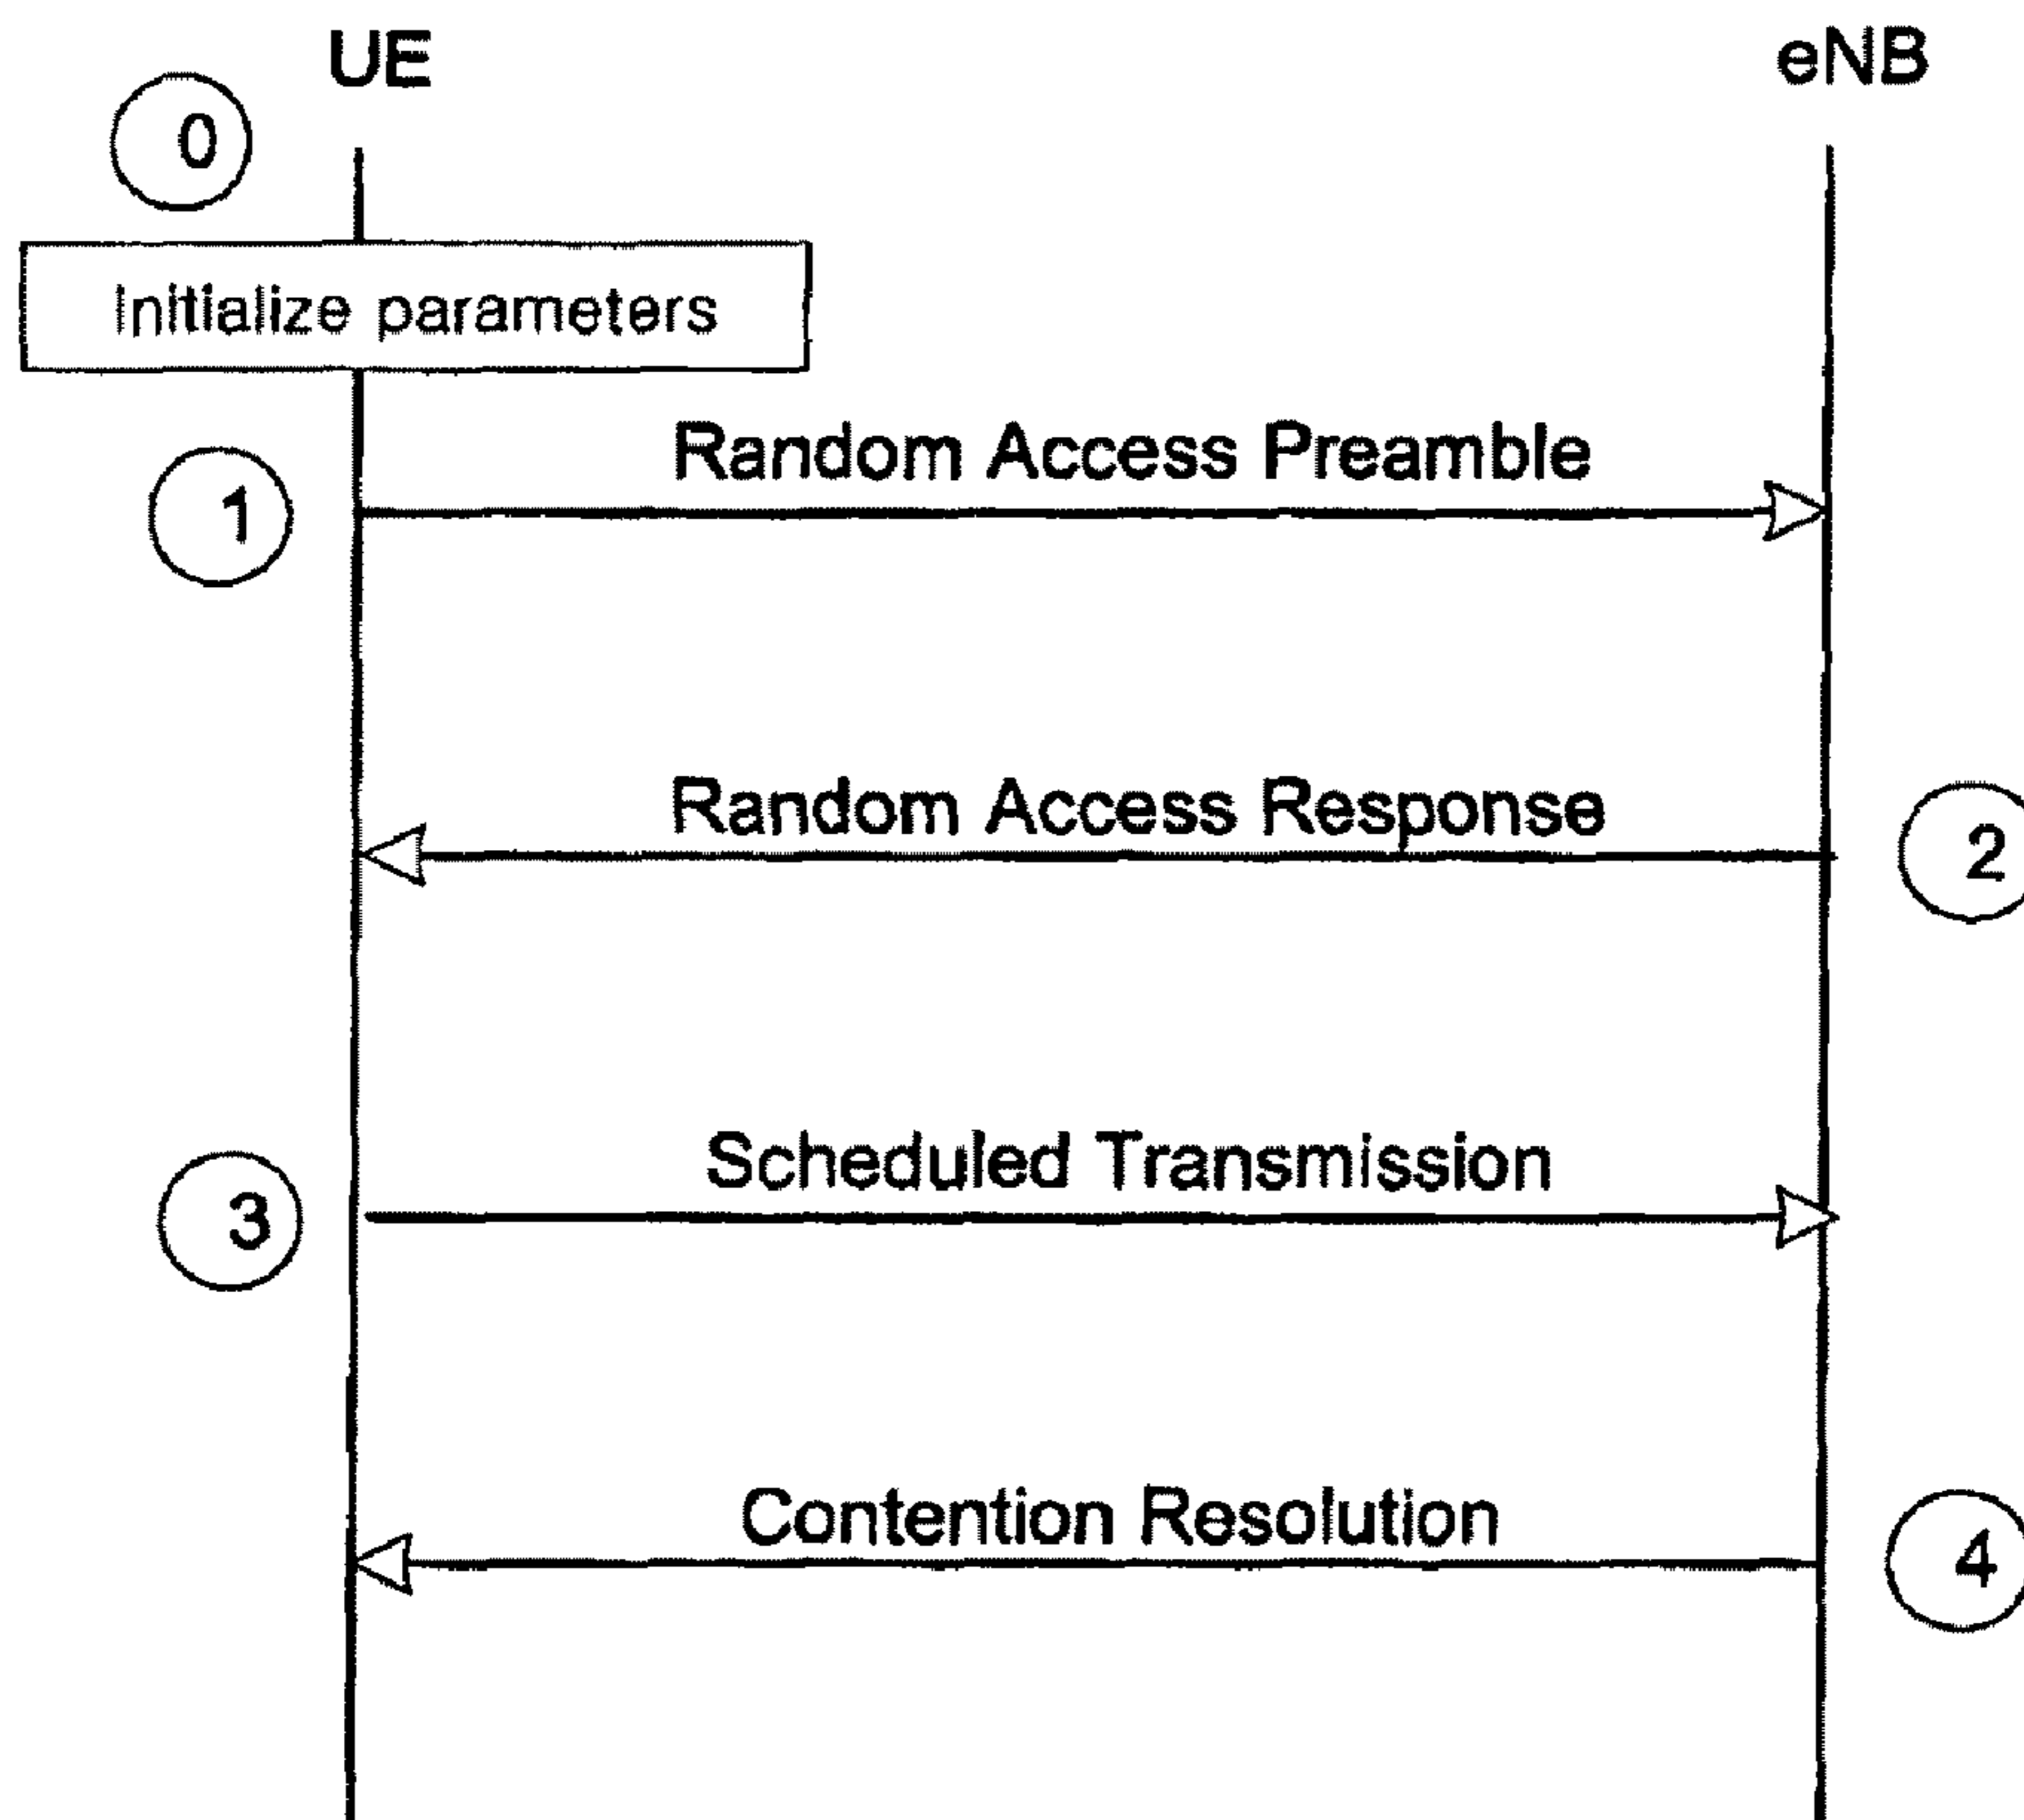 UE eNB
0
Initialize parameters
Random Access Preamble
1
Random Access Response
2
Scheduled Transmission
3
Contention Resolution
4